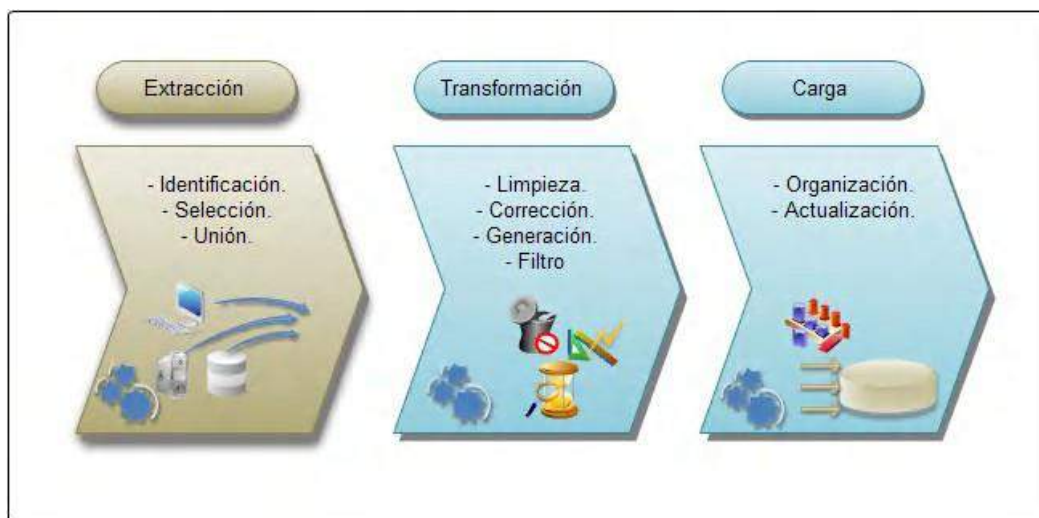 Extracción
- Identificación.
- Selección.
- Unión.
Transformación
- Limpieza.
- Corrección.
- Generación.
- Filtro
Carga
- Organización.
- Actualización.